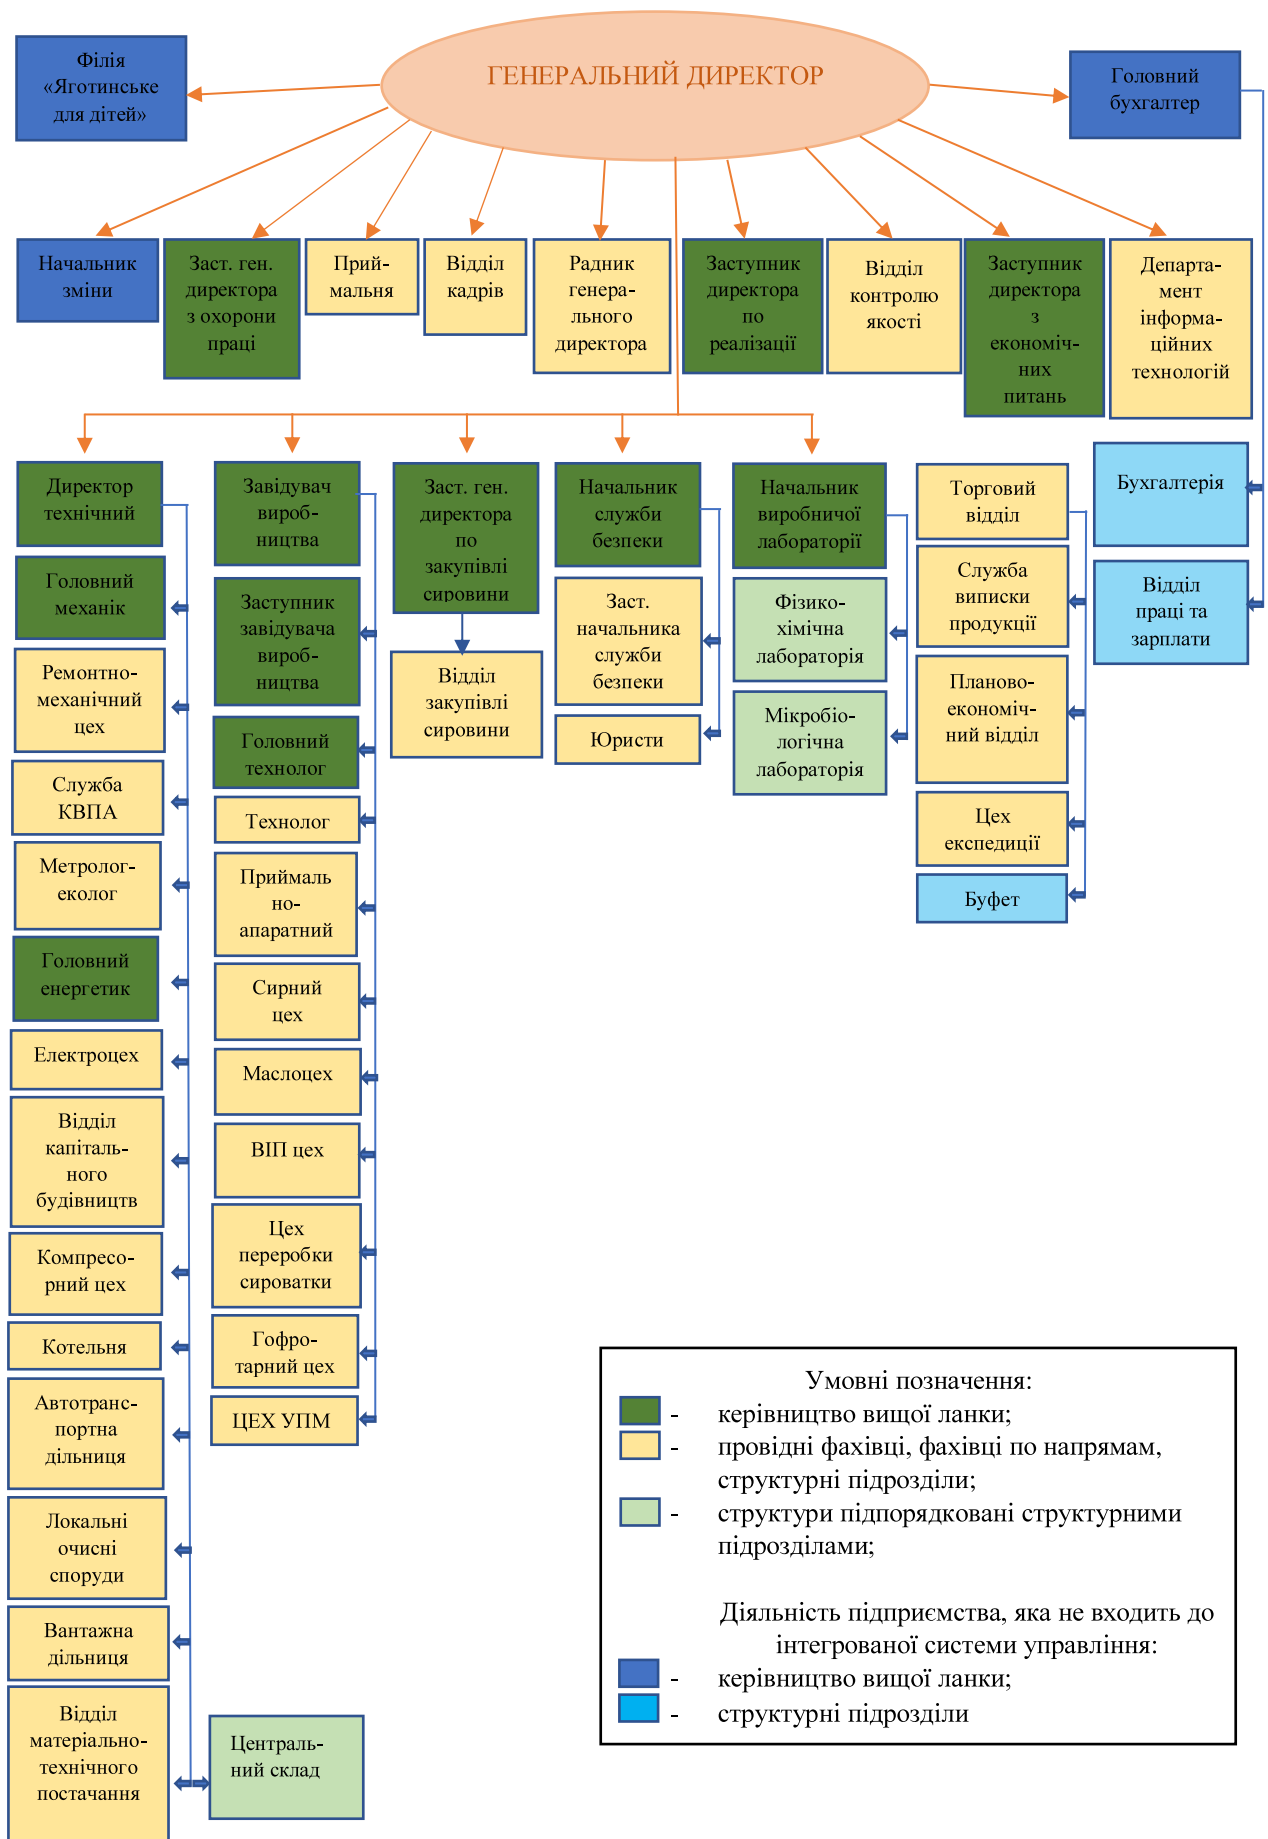 ГЕНЕРАЛЬНИЙ ДИРЕКТОР
Філія
«Яготинське
для дітей»
Головний
бухгалтер
Начальник
зміни
Заст. ген.
директора
з охорони
праці
Прий-
мальня
Відділ
кадрів
Радник
генера-
льного
директора
Заступник
директора
по
реалізації
Відділ
контролю
якості
Заступник
директора
з
економіч-
них
питань
Департа-
мент
інформа-
ційних
технологій
Директор
технічний
Головний
механік
Ремонтно-
механічний
цех
Служба
КВПА
Метролог-
еколог
Головний
енергетик
Електроцех
Відділ
капіталь-
ного
будівництв
Компресо-
рний цех
Котельня
Автотранс-
портна
дільниця
Локальні
очисні
споруди
Вантажна
дільниця
Відділ
матеріально-
технічного
постачання
Централь-
ний склад
Завідувач
вироб-
ництва
Заступник
завідувача
вироб-
ництва
Головний
технолог
Технолог
Приймаль
но-
апаратний
Сирний
цех
Маслоцех
ВІП цех
Цех
переробки
сироватки
Гофро-
тарний цех
ЦЕХ УПМ
Заст. ген.
директора
по
закупівлі
сировини
Відділ
закупівлі
сировини
Начальник
служби
безпеки
Заст.
начальника
служби
безпеки
Юристи
Начальник
виробничої
лабораторії
Фізико-
хімічна
лабораторія
Мікробіо-
логічна
лабораторія
Торговий
відділ
Служба
виписки
продукції
Планово-
економіч-
ний відділ
Цех
експедиції
Буфет
Бухгалтерія
Відділ
праці та
зарплати
Умовні позначення:
- керівництво вищої ланки;
- провідні фахівці, фахівці по напрямам,
структурні підрозділи;
- структури підпорядковані структурними
підрозділами;
Діяльність підприємства, яка не входить до
інтегрованої системи управління:
- керівництво вищої ланки;
- структурні підрозділи